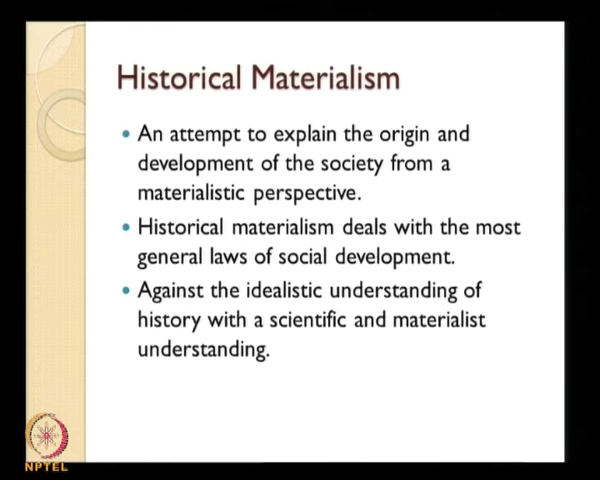 Historical Materialism
• An attempt to explain the origin and
development of the society from a
materialistic perspective.
• Historical materialism deals with the most
general laws of social development.
• Against the idealistic understanding of
history with a scientific and materialist
understanding.
NPTEL